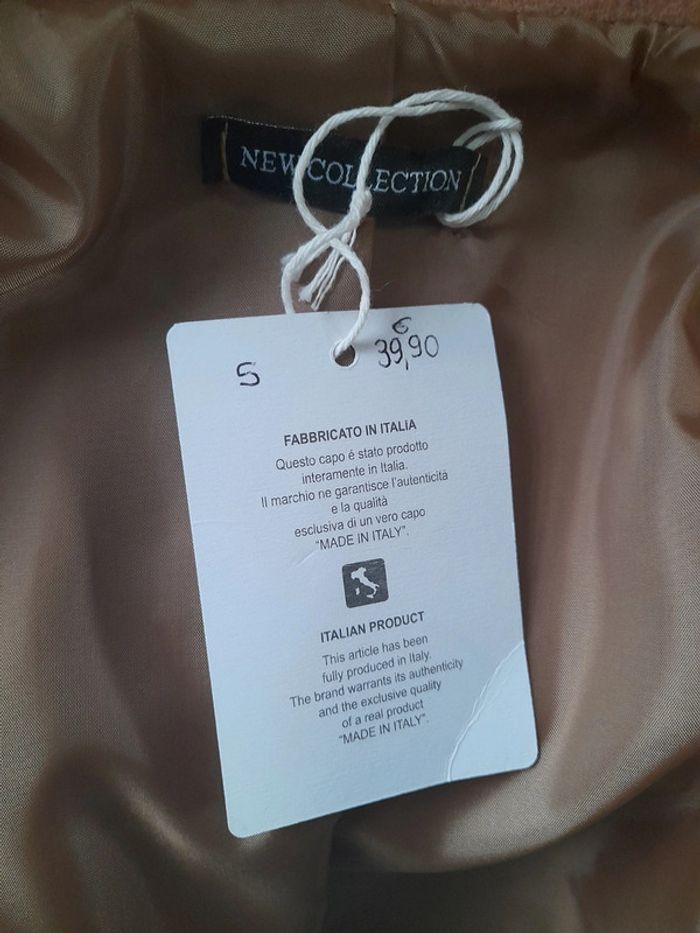 NEW COLLECTION
S
€
39,90
FABBRICATO IN ITALIA
Questo capo é stato prodotto
interamente in Italia.
Il marchio ne garantisce l'autenticità
e la qualità
esclusiva di un vero capo
"MADE IN ITALY".
ITALIAN PRODUCT
This article has been
fully produced in Italy.
The brand warrants its authenticity
and the exclusive quality
of a real product
"MADE IN ITALY".